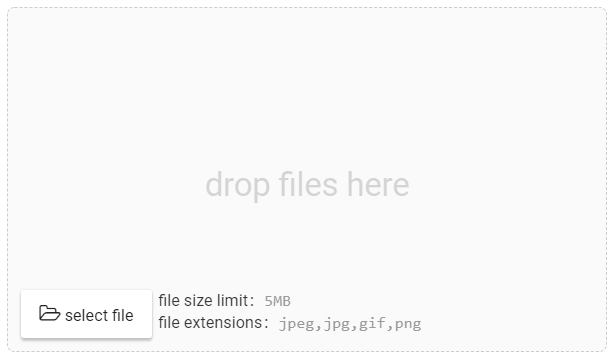 drop files here
select file
file size limit: 5MB
file extensions: jpeg,jpg,gif,png